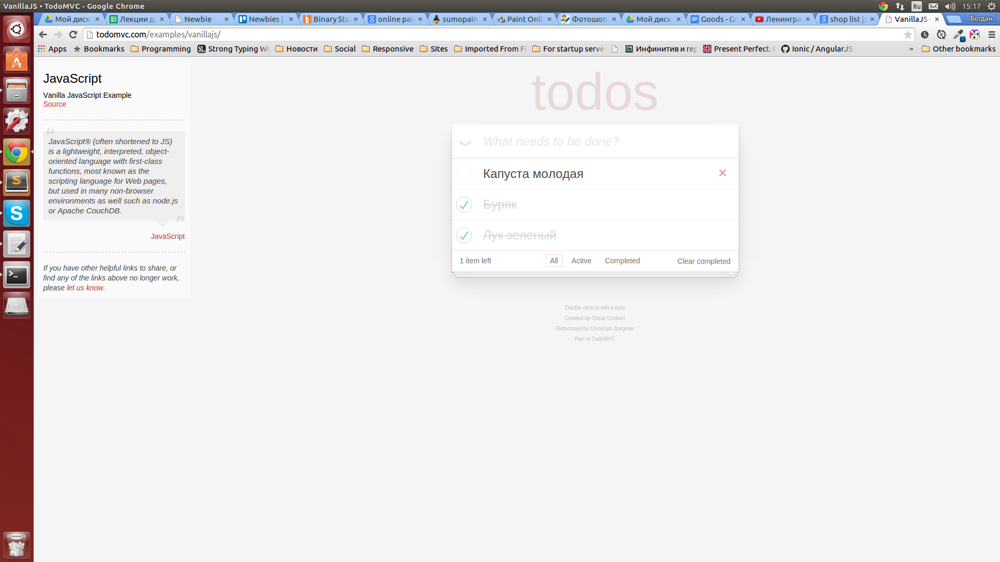 VanillaJS • TodoMVC - Google Chrome
Ru
15:17
Мой диск
Лекции д
Newbie
Newbies |
Binary Stu
online pai
sumopain
Paint Onli
Фотошоп
Мой диск
Goods - Go
Ленингра
shop list js
VanillaJS •
Богдан
todomvc.com/examples/vanillajs/
Apps
Bookmarks
Programming
Strong Typing Wi
Новости
Social
Responsive
SItes
Imported From Fi
For startup serve
Инфинитив и гер
Present Perfect.
Ionic / AngularJS
»
Other bookmarks
JavaScript
Vanilla JavaScript Example
Source
“
JavaScript® (often shortened to JS)
is a lightweight, interpreted, object-
oriented language with first-class
functions, most known as the
scripting language for Web pages,
but used in many non-browser
environments as well such as node.js
or Apache CouchDB.
”
JavaScript
If you have other helpful links to share, or
find any of the links above no longer work,
please let us know.
todos
What needs to be done?
Капуста молодая
Буряк
Лук зеленый
1 item left
All
Active
Completed
Clear completed
Double-click to edit a todo
Created by Oscar Godson
Refactored by Christoph Burgmer
Part of TodoMVC